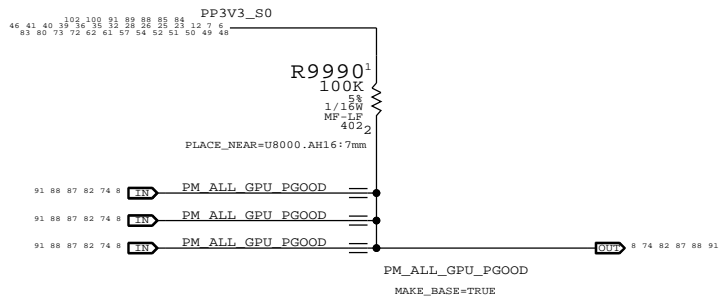 PP3V3_S0
102 100 91 89 88 85 84
46 41 40 39 36 35 32 28 26 25 23 12 7 6
83 80 73 72 62 61 57 54 52 51 50 49 48
R9990
1
100K
5%
1/16W
MF-LF
402
2
PLACE_NEAR=U8000.AH16:7mm
91 88 87 82 74 8 IN PM_ALL_GPU_PGOOD
91 88 87 82 74 8 IN PM_ALL_GPU_PGOOD
91 88 87 82 74 8 IN PM_ALL_GPU_PGOOD
OUT 8 74 82 87 88 91
PM_ALL_GPU_PGOOD
MAKE_BASE=TRUE